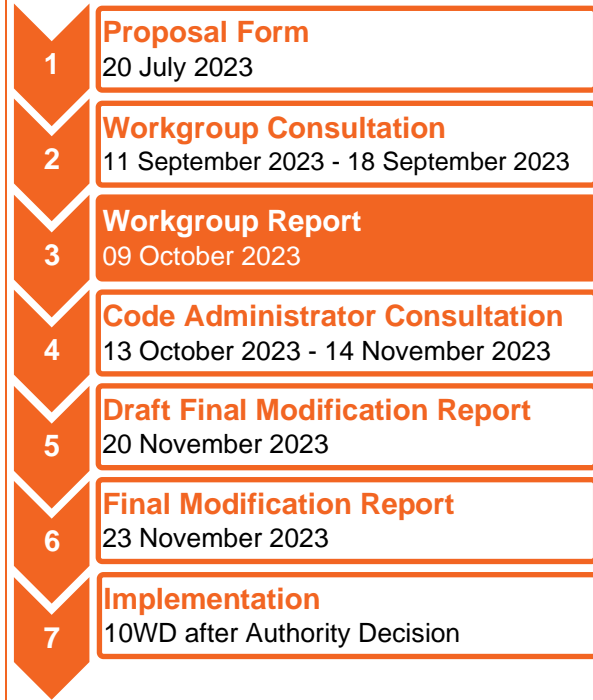 1
Proposal Form
20 July 2023
2
Workgroup Consultation
11 September 2023 - 18 September 2023
3
Workgroup Report
09 October 2023
4
Code Administrator Consultation
13 October 2023 - 14 November 2023
5
Draft Final Modification Report
20 November 2023
6
Final Modification Report
23 November 2023
7
Implementation
10WD after Authority Decision